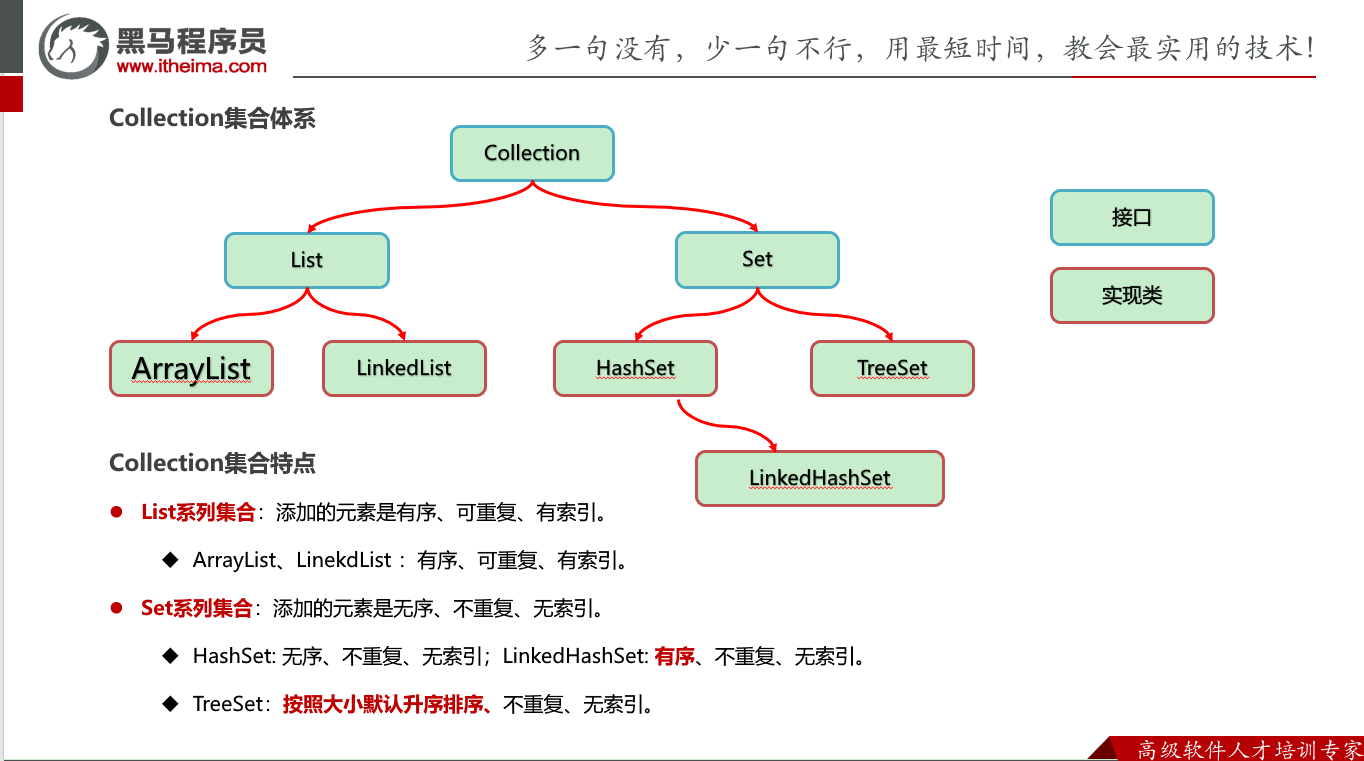 黑马程序员
www.itheima.com
多一句没有，少一句不行，用最短时间，教会最实用的技术！
Collection集合体系
Collection
接口
List
Set
实现类
ArrayList
LinkedList
HashSet
TreeSet
Collection集合特点
LinkedHashSet
List系列集合：添加的元素是有序、可重复、有索引。
ArrayList、LinekdList ：有序、可重复、有索引。
Set系列集合：添加的元素是无序、不重复、无索引。
HashSet: 无序、不重复、无索引；LinkedHashSet: 有序、不重复、无索引。
TreeSet：按照大小默认升序排序、不重复、无索引。
高级软件人才培训专家